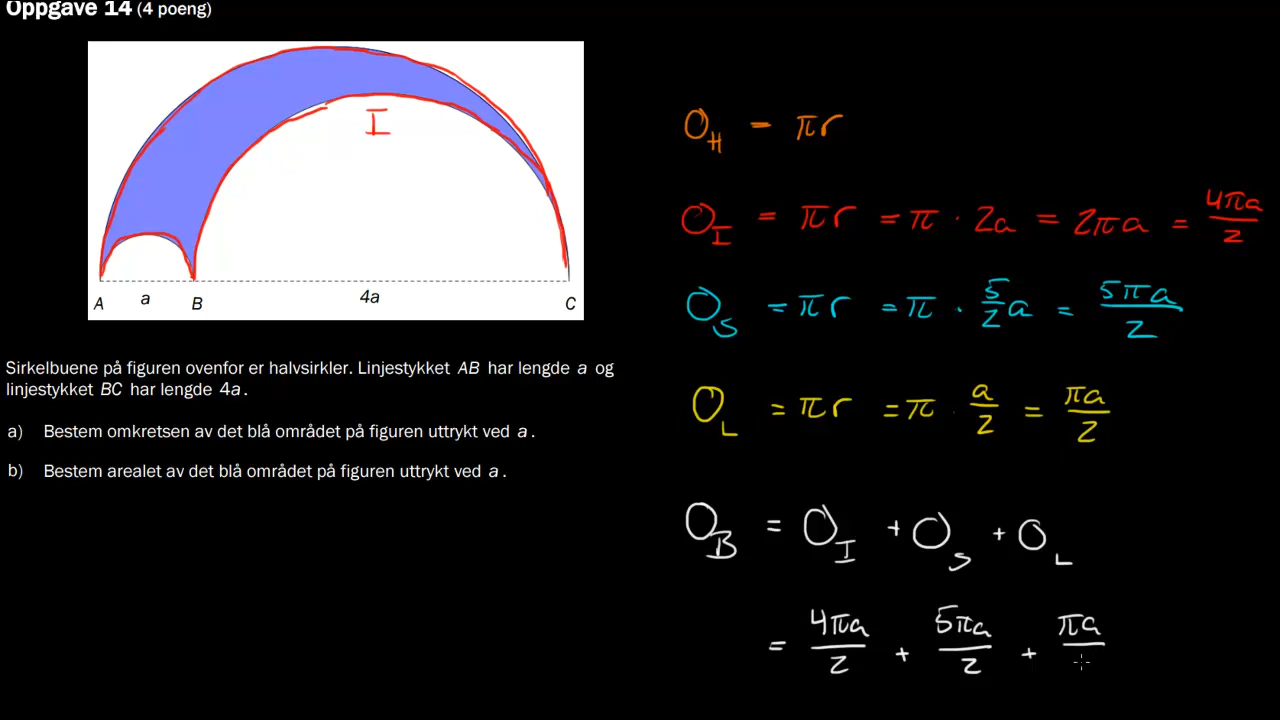 Oppgave 14 (4 poeng)
I
A a B 4a C
Sirkelbuene på figuren ovenfor er halvsirkler. Linjestykket AB har lengde a og
linjestykket BC har lengde 4a.
a) Bestem omkretsen av det blå området på figuren uttrykt ved a.
b) Bestem arealet av det blå området på figuren uttrykt ved a.
O_H = πr
O_I = πr = π · 2a = 2πa = 4πa/2
O_S = πr = π · 5/2 a = 5πa/2
O_L = πr = π · a/2 = πa/2
O_B = O_I + O_S + O_L
= 4πa/2 + 5πa/2 + πa/